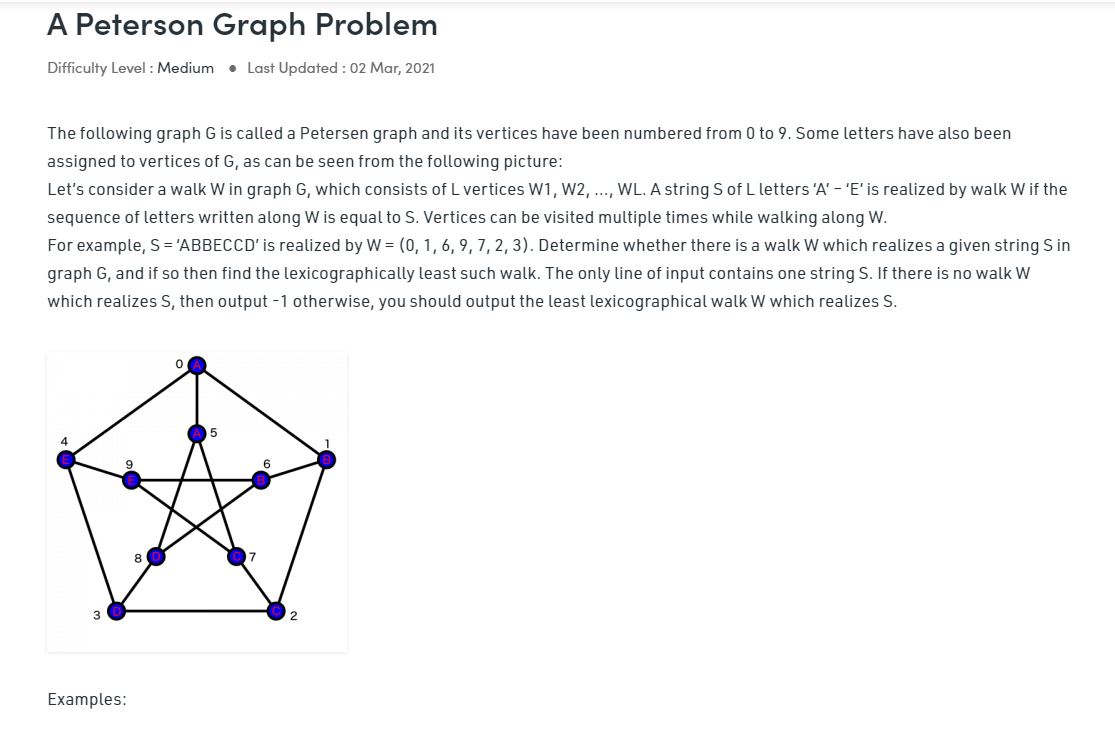 A Peterson Graph Problem
Difficulty Level : Medium • Last Updated : 02 Mar, 2021
The following graph G is called a Petersen graph and its vertices have been numbered from 0 to 9. Some letters have also been
assigned to vertices of G, as can be seen from the following picture:
Let’s consider a walk W in graph G, which consists of L vertices W1, W2, …, WL. A string S of L letters ‘A’ – ‘E’ is realized by walk W if the
sequence of letters written along W is equal to S. Vertices can be visited multiple times while walking along W.
For example, S = ‘ABBECCD’ is realized by W = (0, 1, 6, 9, 7, 2, 3). Determine whether there is a walk W which realizes a given string S in
graph G, and if so then find the lexicographically least such walk. The only line of input contains one string S. If there is no walk W
which realizes S, then output -1 otherwise, you should output the least lexicographical walk W which realizes S.
0 A
A 5
4
1
E
B
9
6
E
B
8 D
C 7
3 D
C 2
Examples: